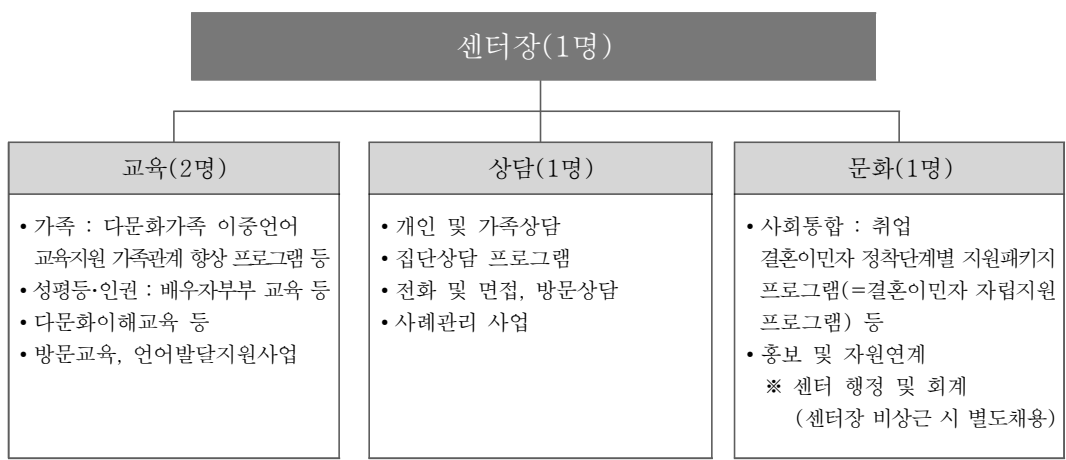 센터장(1명)
교육(2명)
• 가족 : 다문화가족 이중언어
교육지원 가족관계 향상 프로그램 등
• 성평등·인권 : 배우자부부 교육 등
• 다문화이해교육 등
• 방문교육, 언어발달지원사업
상담(1명)
• 개인 및 가족상담
• 집단상담 프로그램
• 전화 및 면접, 방문상담
• 사례관리 사업
문화(1명)
• 사회통합 : 취업
결혼이민자 정착단계별 지원패키지
프로그램(=결혼이민자 자립지원
프로그램) 등
• 홍보 및 자원연계
※ 센터 행정 및 회계
(센터장 비상근 시 별도채용)